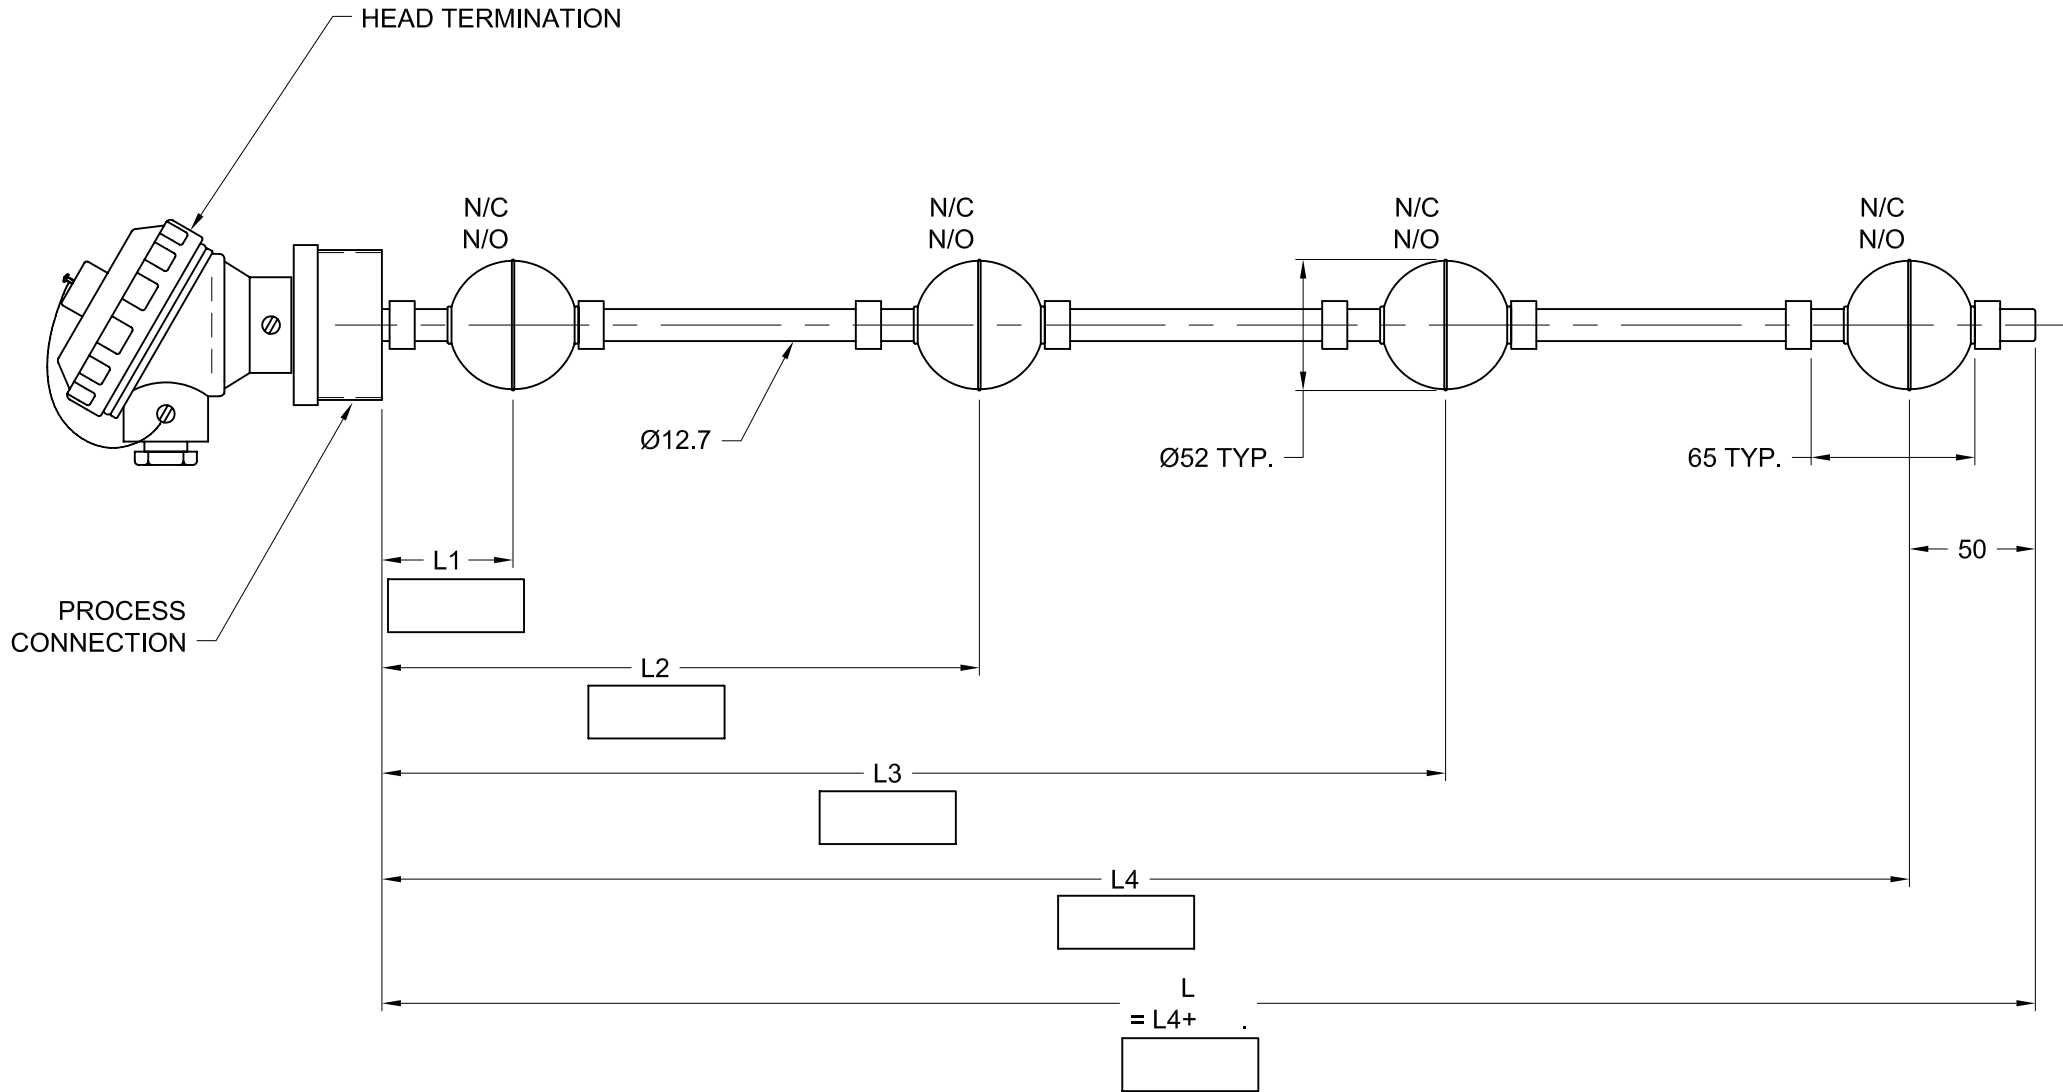 HEAD TERMINATION
N/C
N/O
N/C
N/O
N/C
N/O
N/C
N/O
Ø12.7
Ø52 TYP.
65 TYP.
50
L1
PROCESS
CONNECTION
L2
L3
L4
L
= L4+ .